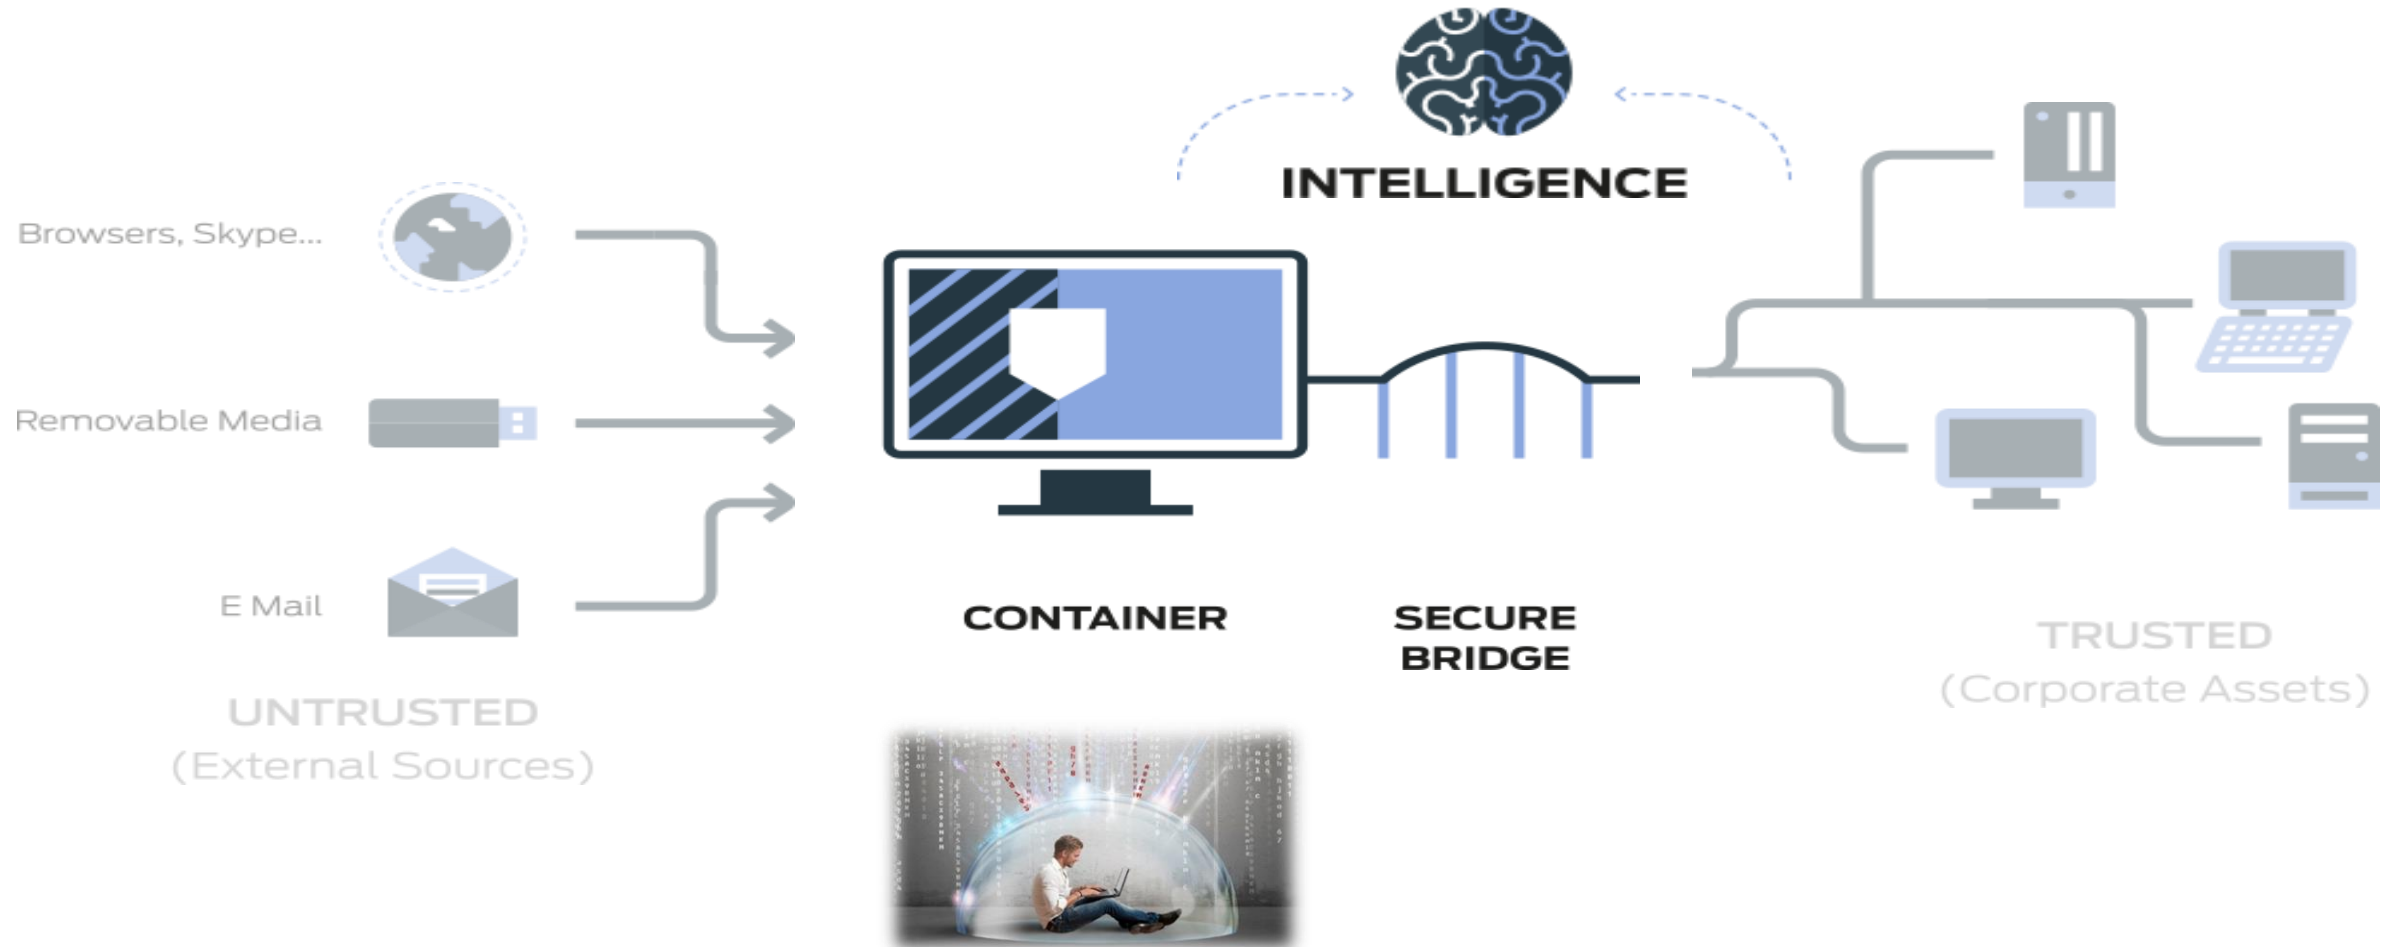 INTELLIGENCE
Browsers, Skype...
Removable Media
E Mail
CONTAINER
SECURE
BRIDGE
UNTRUSTED
(External Sources)
TRUSTED
(Corporate Assets)